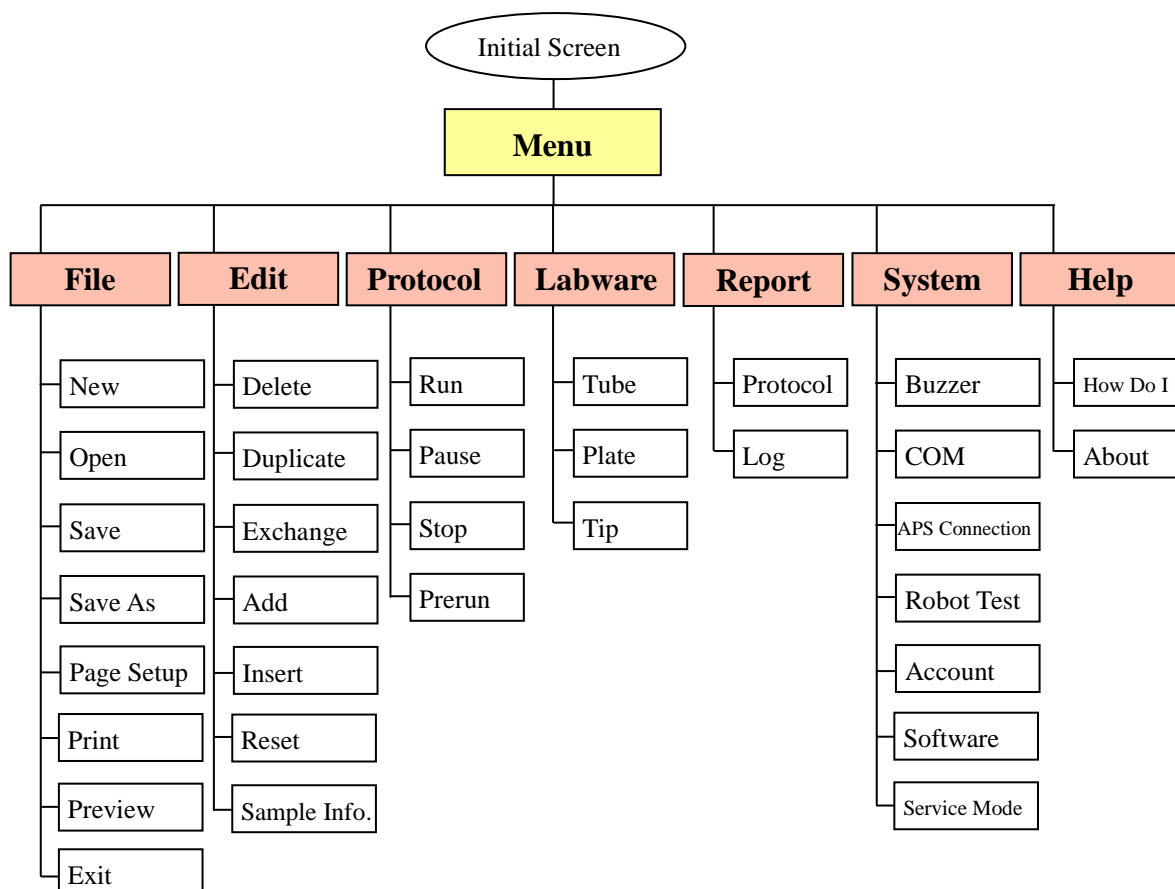 Initial Screen
Menu
File
Edit
Protocol
Labware
Report
System
Help
New
Open
Save
Save As
Page Setup
Print
Preview
Exit
Delete
Duplicate
Exchange
Add
Insert
Reset
Sample Info.
Run
Pause
Stop
Prerun
Tube
Plate
Tip
Protocol
Log
Buzzer
COM
APS Connection
Robot Test
Account
Software
Service Mode
How Do I
About